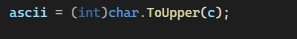 ascii = (int)char.ToUpper(c);